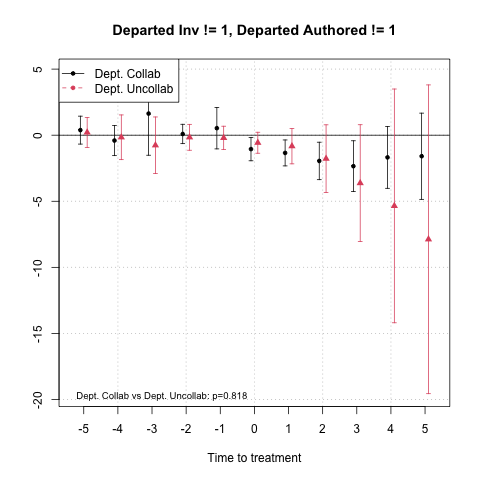 Departed Inv != 1, Departed Authored != 1
Dept. Collab
Dept. Uncollab
5
0
-5
-10
-15
-20
Dept. Collab vs Dept. Uncollab: p=0.818
-5 -4 -3 -2 -1 0 1 2 3 4 5
Time to treatment